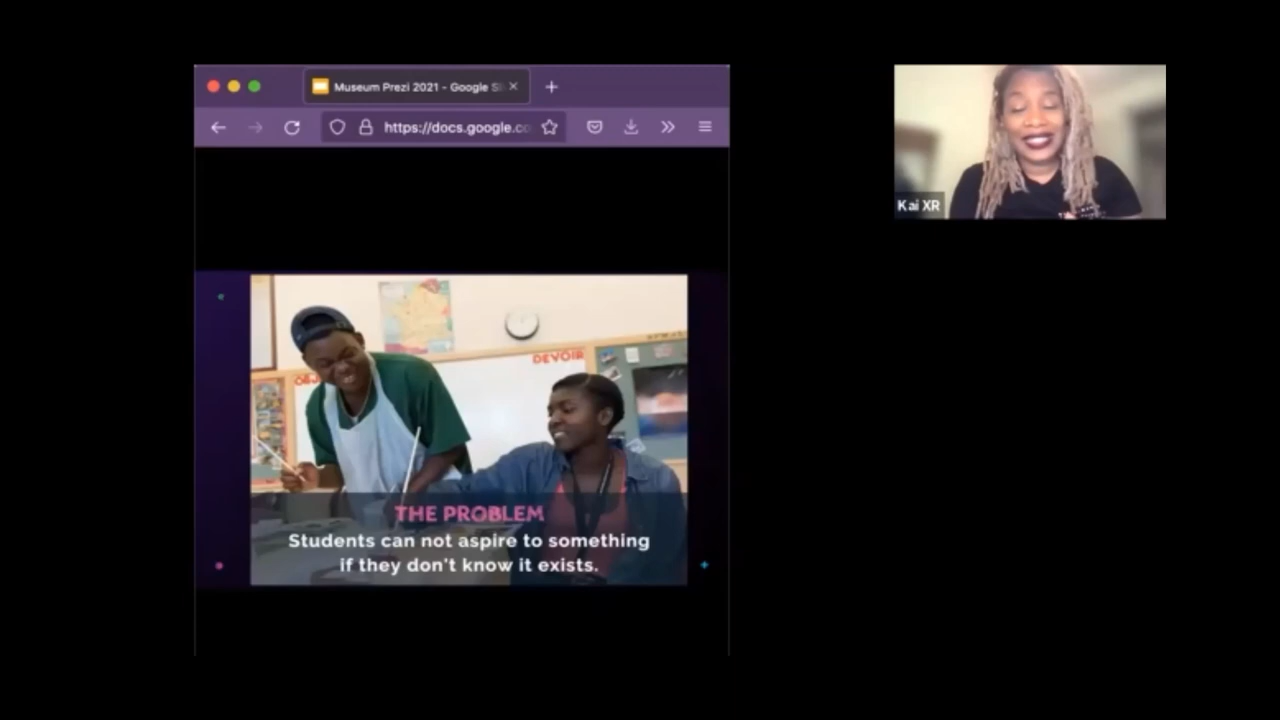 Museum Prezi 2021 - Google Sl
https://docs.google.co
Kai XR
DEVOIR
OBJ
THE PROBLEM
Students can not aspire to something
if they don't know it exists.